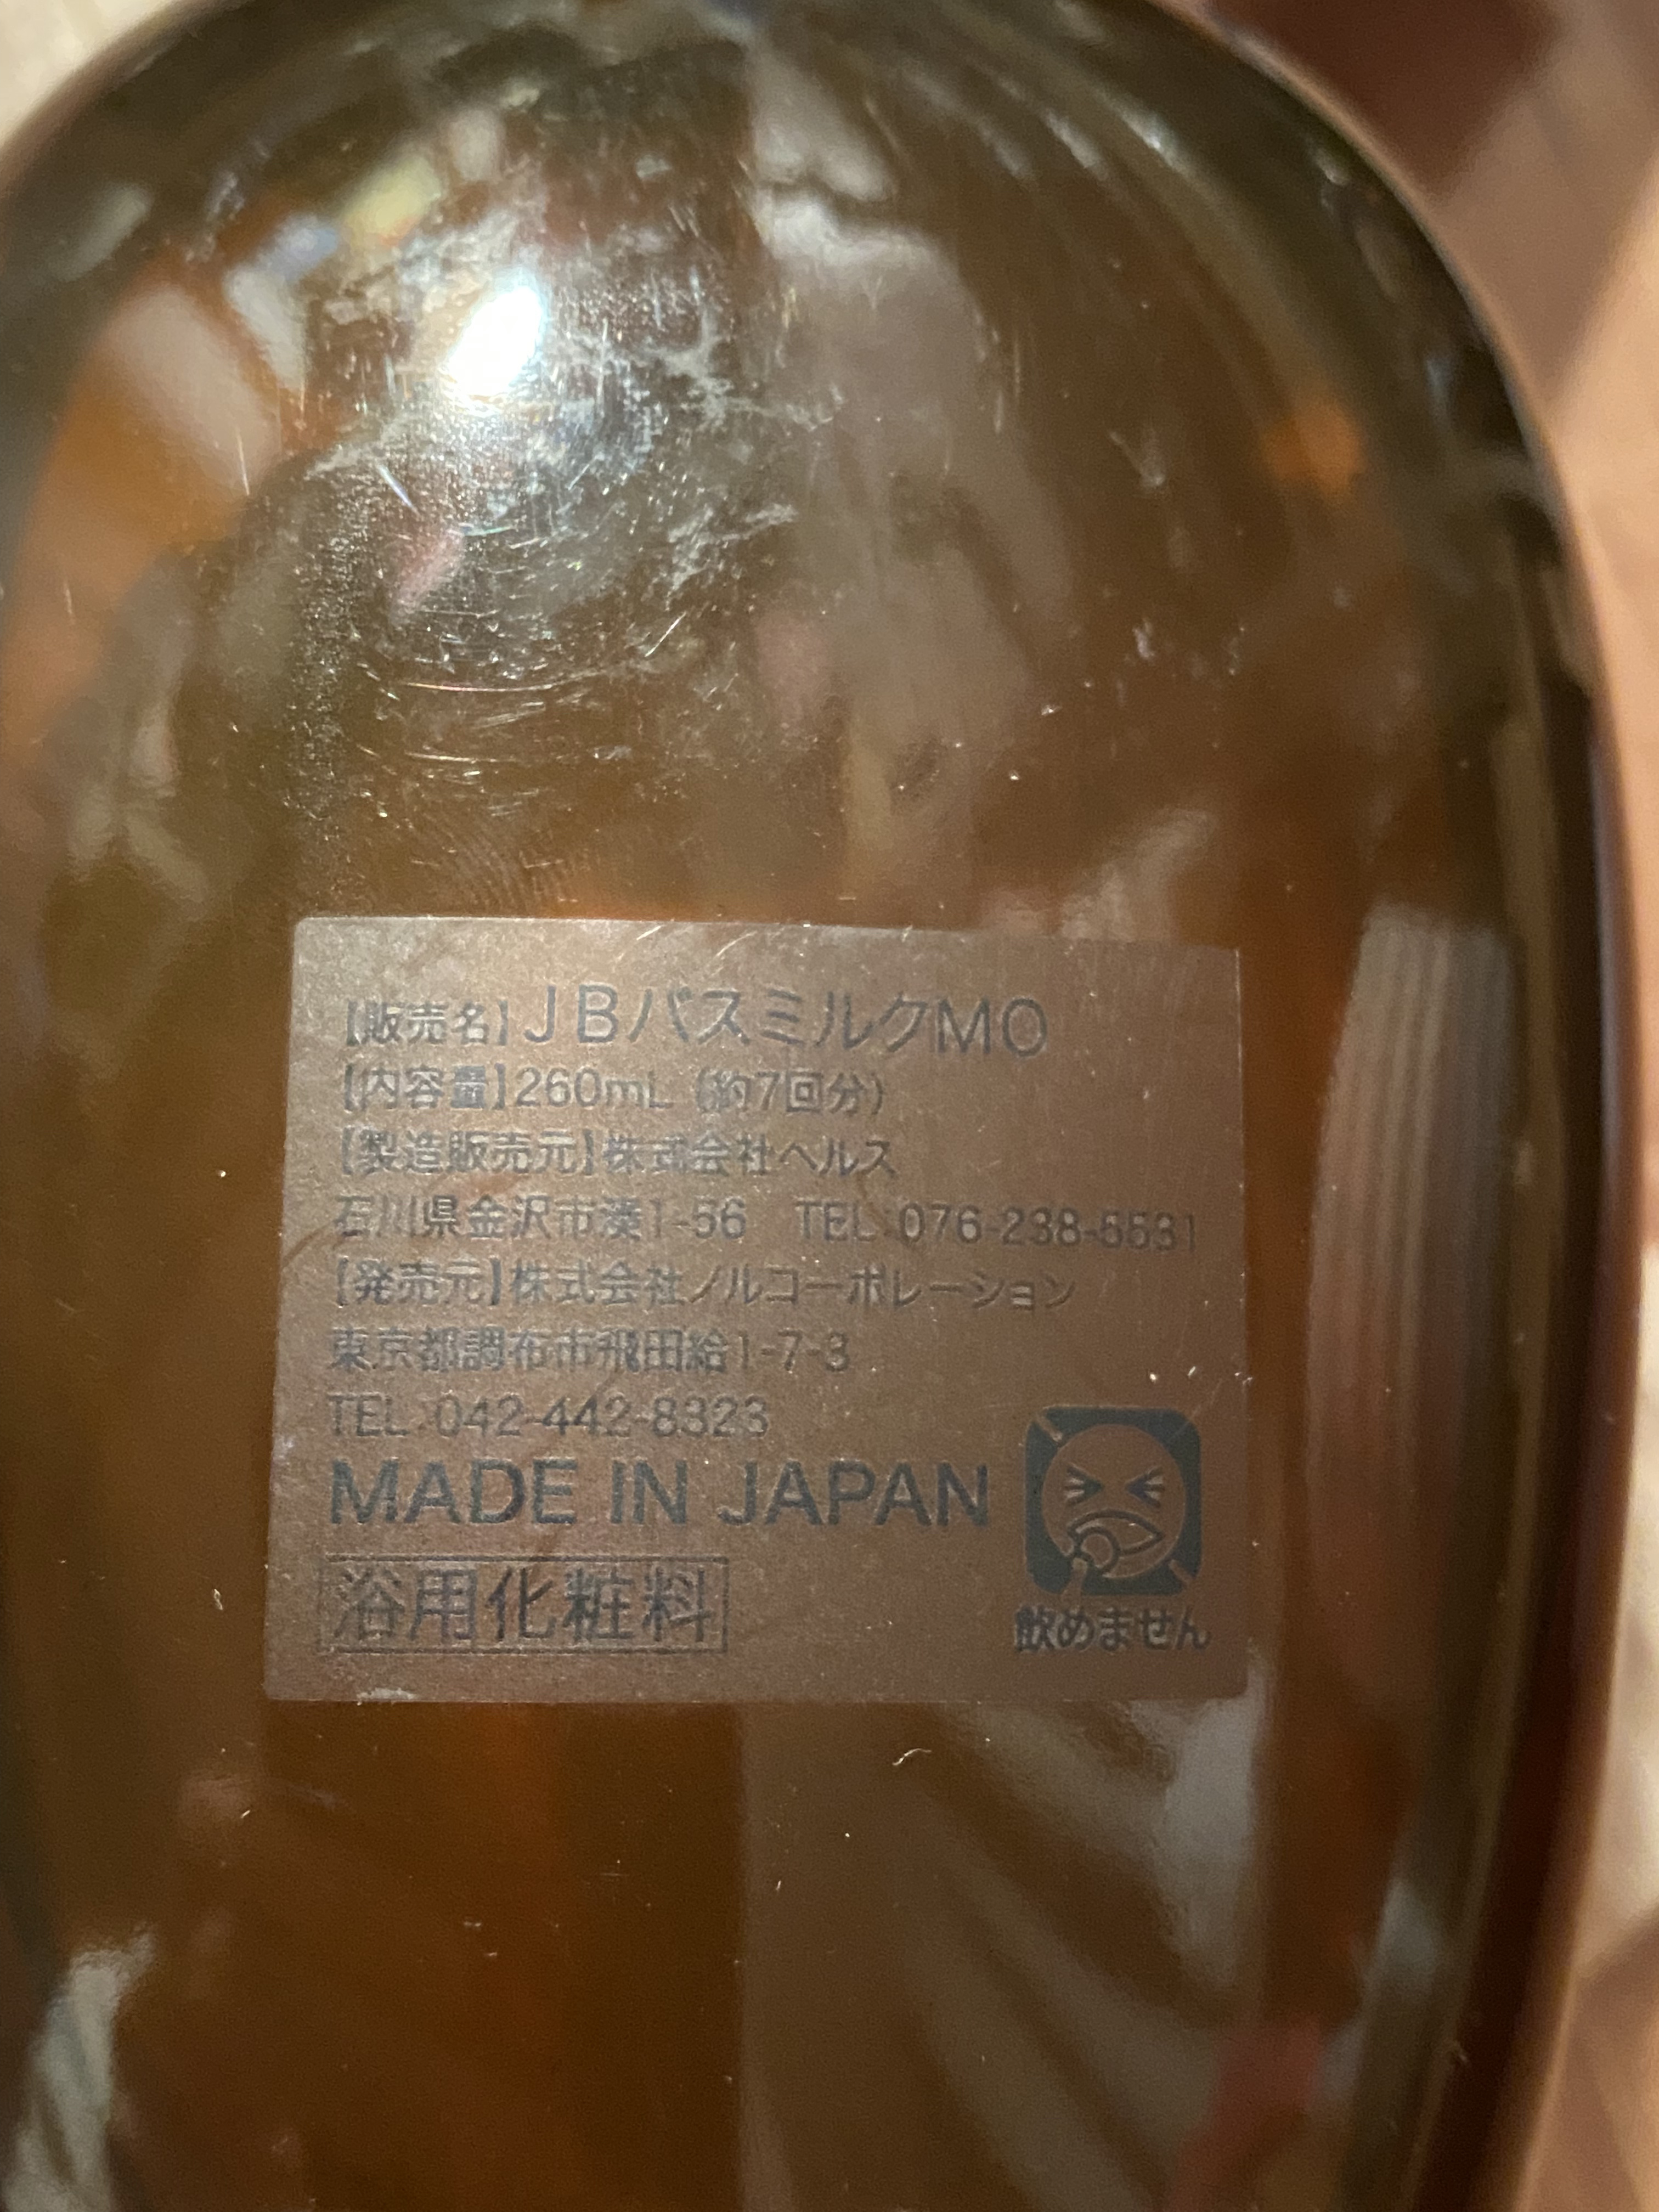 【販売名】JBバスミルクMO
【内容量】260mL (約7回分)
【製造販売元】株式会社ヘルス
石川県金沢市湊1-56 TEL:076-238-5531
【発売元】株式会社ノルコーポレーション
東京都調布市飛田給1-7-3
TEL:042-442-8323
MADE IN JAPAN
浴用化粧料
飲めません